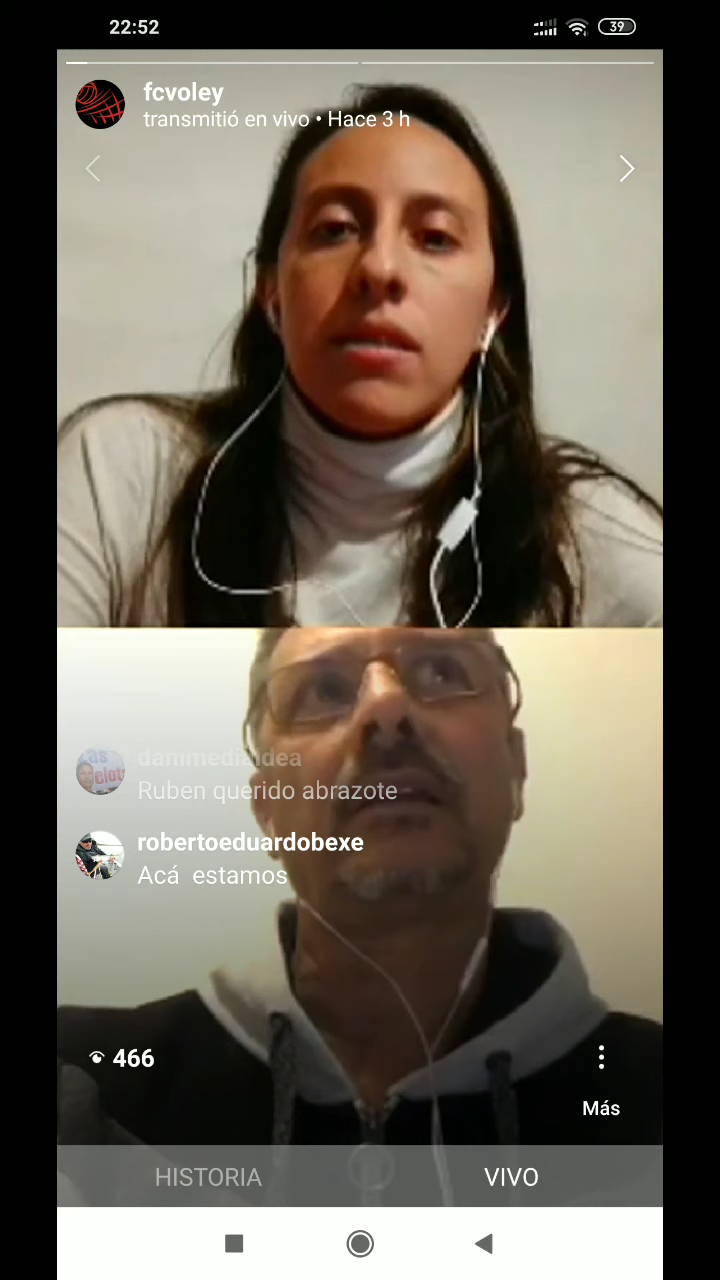 22:52
39
fcvoley
transmitió en vivo • Hace 3 h
danimedialdea
Ruben querido abrazote
robertoeduardobexe
Acá estamos
466
Más
HISTORIA
VIVO